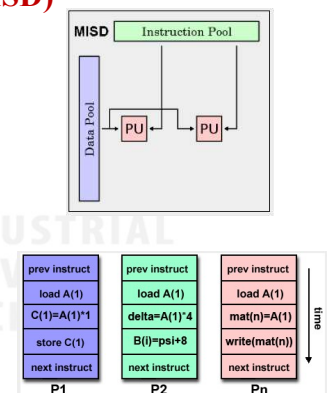 ISD)
MISD
Instruction Pool
Data Pool
PU
PU
USTRIAL
prev instruct
load A(1)
C(1)=A(1)*1
store C(1)
next instruct
P1
prev instruct
load A(1)
delta=A(1)*4
B(i)=psi+8
next instruct
P2
prev instruct
load A(1)
mat(n)=A(1)
write(mat(n))
next instruct
Pn
time